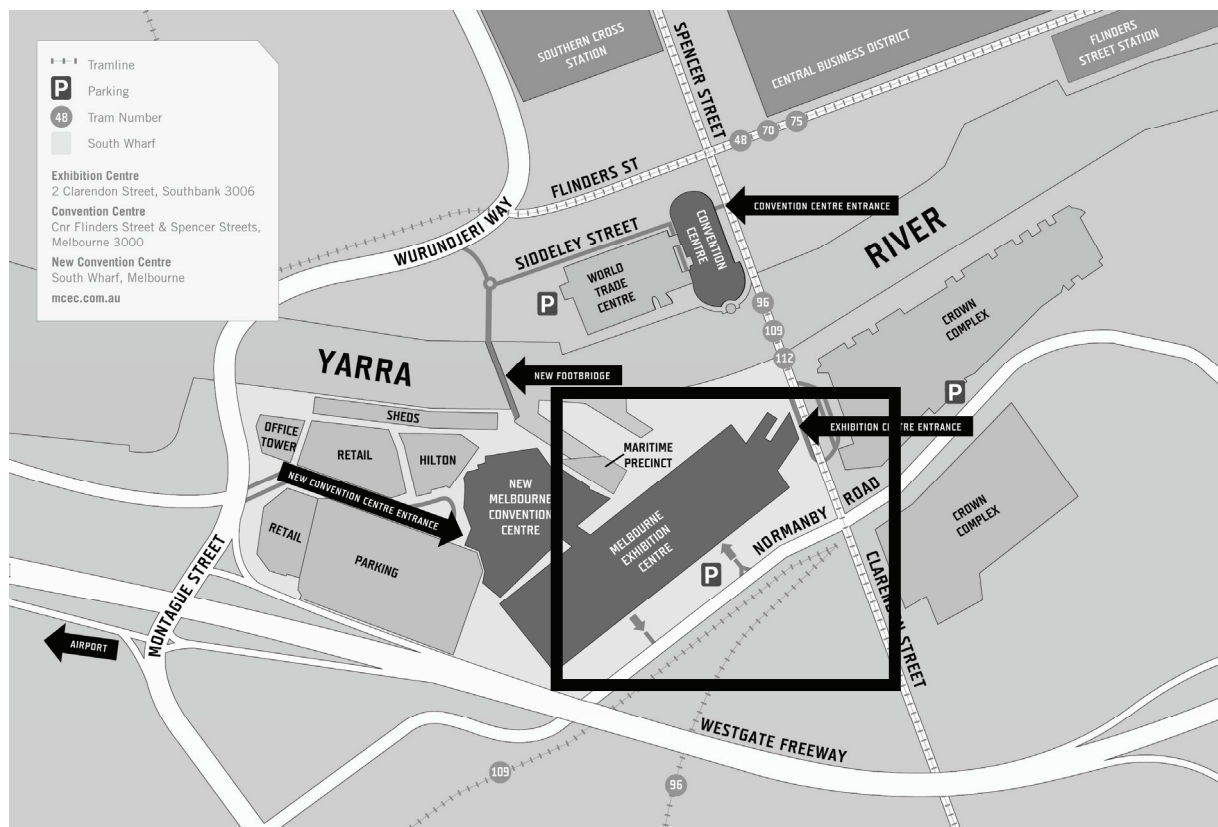 Tramline
P
Parking
48
Tram Number
South Wharf
Exhibition Centre
2 Clarendon Street, Southbank 3006
Convention Centre
Cnr Flinders Street & Spencer Streets,
Melbourne 3000
New Convention Centre
South Wharf, Melbourne
mcec.com.au
SOUTHERN CROSS
STATION
SPENCER STREET
CENTRAL BUSINESS DISTRICT
FLINDERS
STREET STATION
48
70
75
FLINDERS ST
WURUNDJERI WAY
SIDDELEY STREET
CONVENTION
CENTRE
CONVENTION CENTRE ENTRANCE
RIVER
WORLD
TRADE
CENTRE
P
96
109
112
CROWN
COMPLEX
YARRA
NEW FOOTBRIDGE
P
SHEDS
OFFICE
TOWER
RETAIL
HILTON
MARITIME
PRECINCT
EXHIBITION CENTRE ENTRANCE
NEW CONVENTION CENTRE ENTRANCE
NEW
MELBOURNE
CONVENTION
CENTRE
MELBOURNE
EXHIBITION
CENTRE
NORMANBY ROAD
CROWN
COMPLEX
RETAIL
PARKING
P
MONTAGUE STREET
CLARENDON STREET
AIRPORT
WESTGATE FREEWAY
109
96